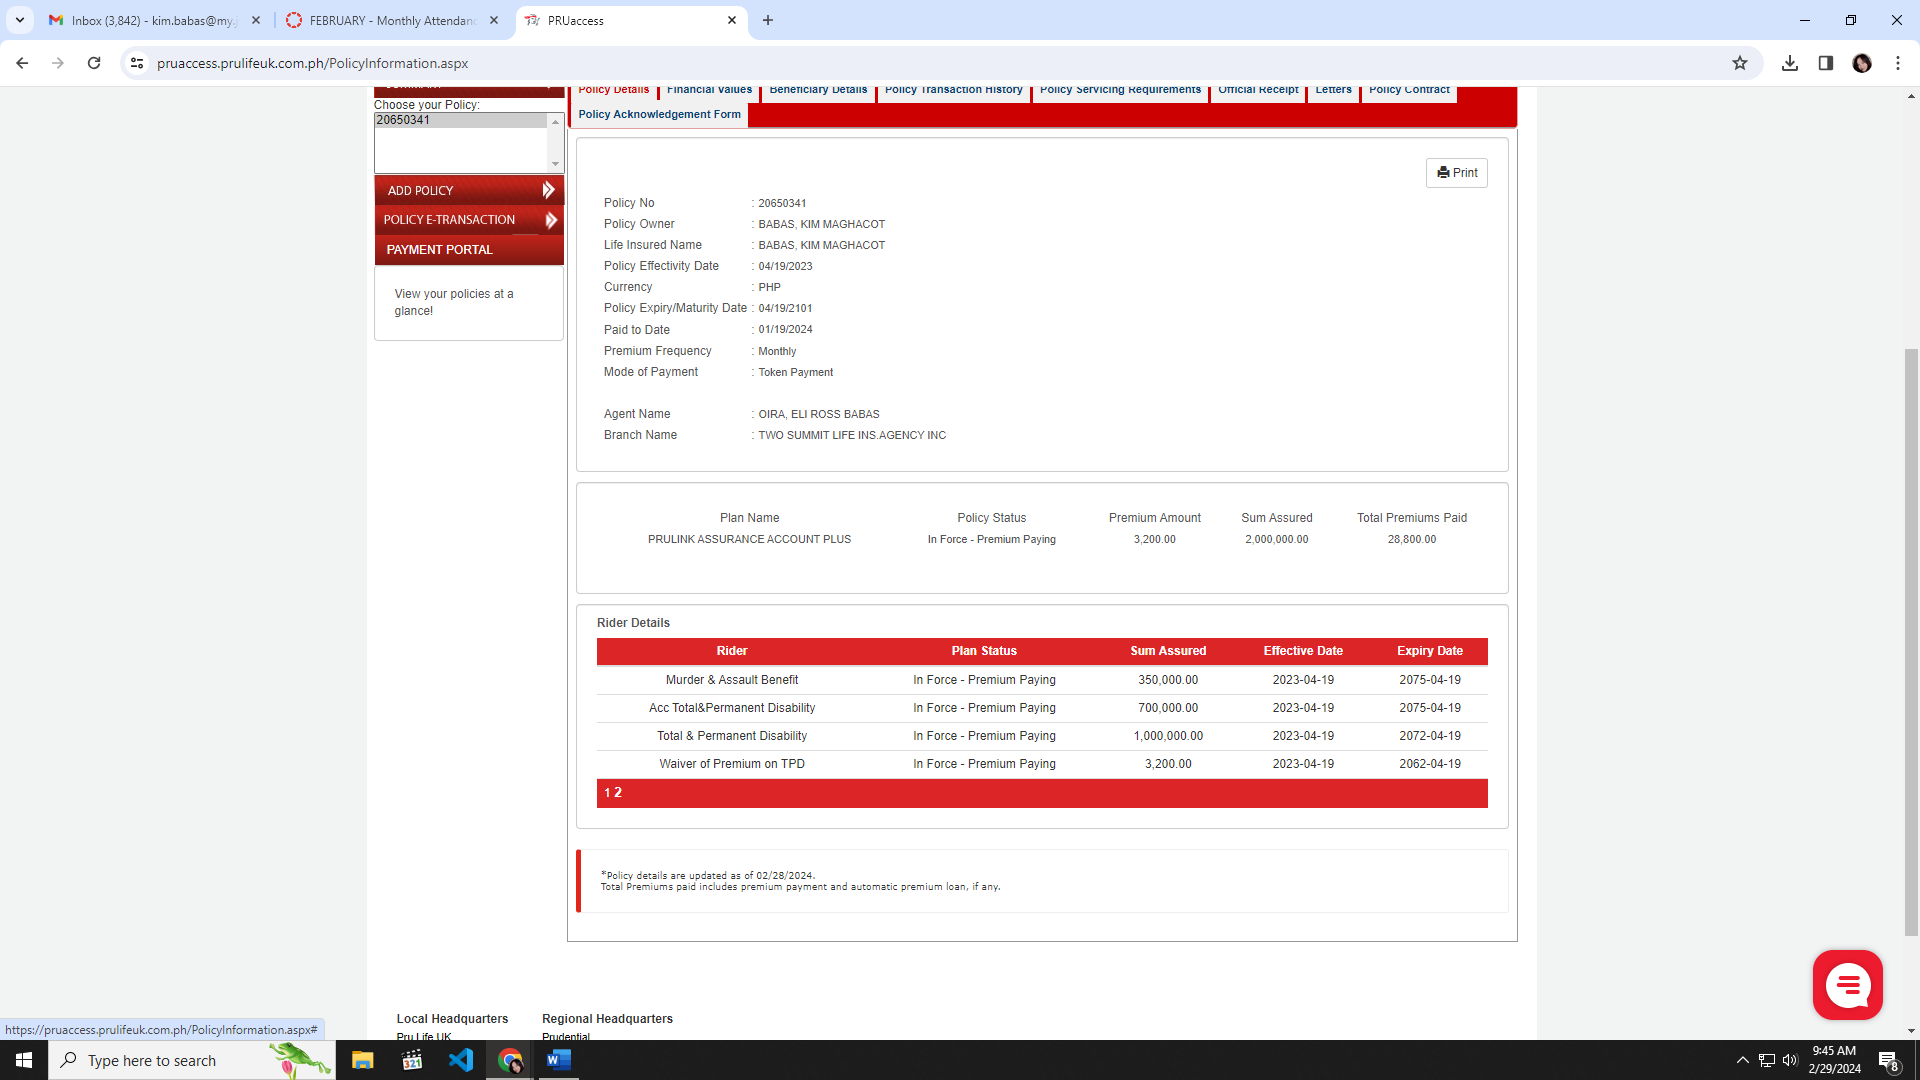 Inbox (3,842) - kim.babas@my.
FEBRUARY - Monthly Attendanc
PRUaccess
pruaccess.prulifeuk.com.ph/PolicyInformation.aspx
Policy Details
Financial Values
Beneficiary Details
Policy Transaction History
Policy Servicing Requirements
Official Receipt
Letters
Policy Contract
Policy Acknowledgement Form
Choose your Policy:
20650341
ADD POLICY
POLICY E-TRANSACTION
PAYMENT PORTAL
View your policies at a
glance!
Print
Policy No : 20650341
Policy Owner : BABAS, KIM MAGHACOT
Life Insured Name : BABAS, KIM MAGHACOT
Policy Effectivity Date : 04/19/2023
Currency : PHP
Policy Expiry/Maturity Date : 04/19/2101
Paid to Date : 01/19/2024
Premium Frequency : Monthly
Mode of Payment : Token Payment
Agent Name : OIRA, ELI ROSS BABAS
Branch Name : TWO SUMMIT LIFE INS.AGENCY INC
Plan Name Policy Status Premium Amount Sum Assured Total Premiums Paid
PRULINK ASSURANCE ACCOUNT PLUS In Force - Premium Paying 3,200.00 2,000,000.00 28,800.00
Rider Details
Rider Plan Status Sum Assured Effective Date Expiry Date
Murder & Assault Benefit In Force - Premium Paying 350,000.00 2023-04-19 2075-04-19
Acc Total&Permanent Disability In Force - Premium Paying 700,000.00 2023-04-19 2075-04-19
Total & Permanent Disability In Force - Premium Paying 1,000,000.00 2023-04-19 2072-04-19
Waiver of Premium on TPD In Force - Premium Paying 3,200.00 2023-04-19 2062-04-19
1 2
*Policy details are updated as of 02/28/2024.
Total Premiums paid includes premium payment and automatic premium loan, if any.
Local Headquarters
Regional Headquarters
Pru Life UK
Prudential
https://pruaccess.prulifeuk.com.ph/PolicyInformation.aspx#
Type here to search
321
9:45 AM
2/29/2024
8